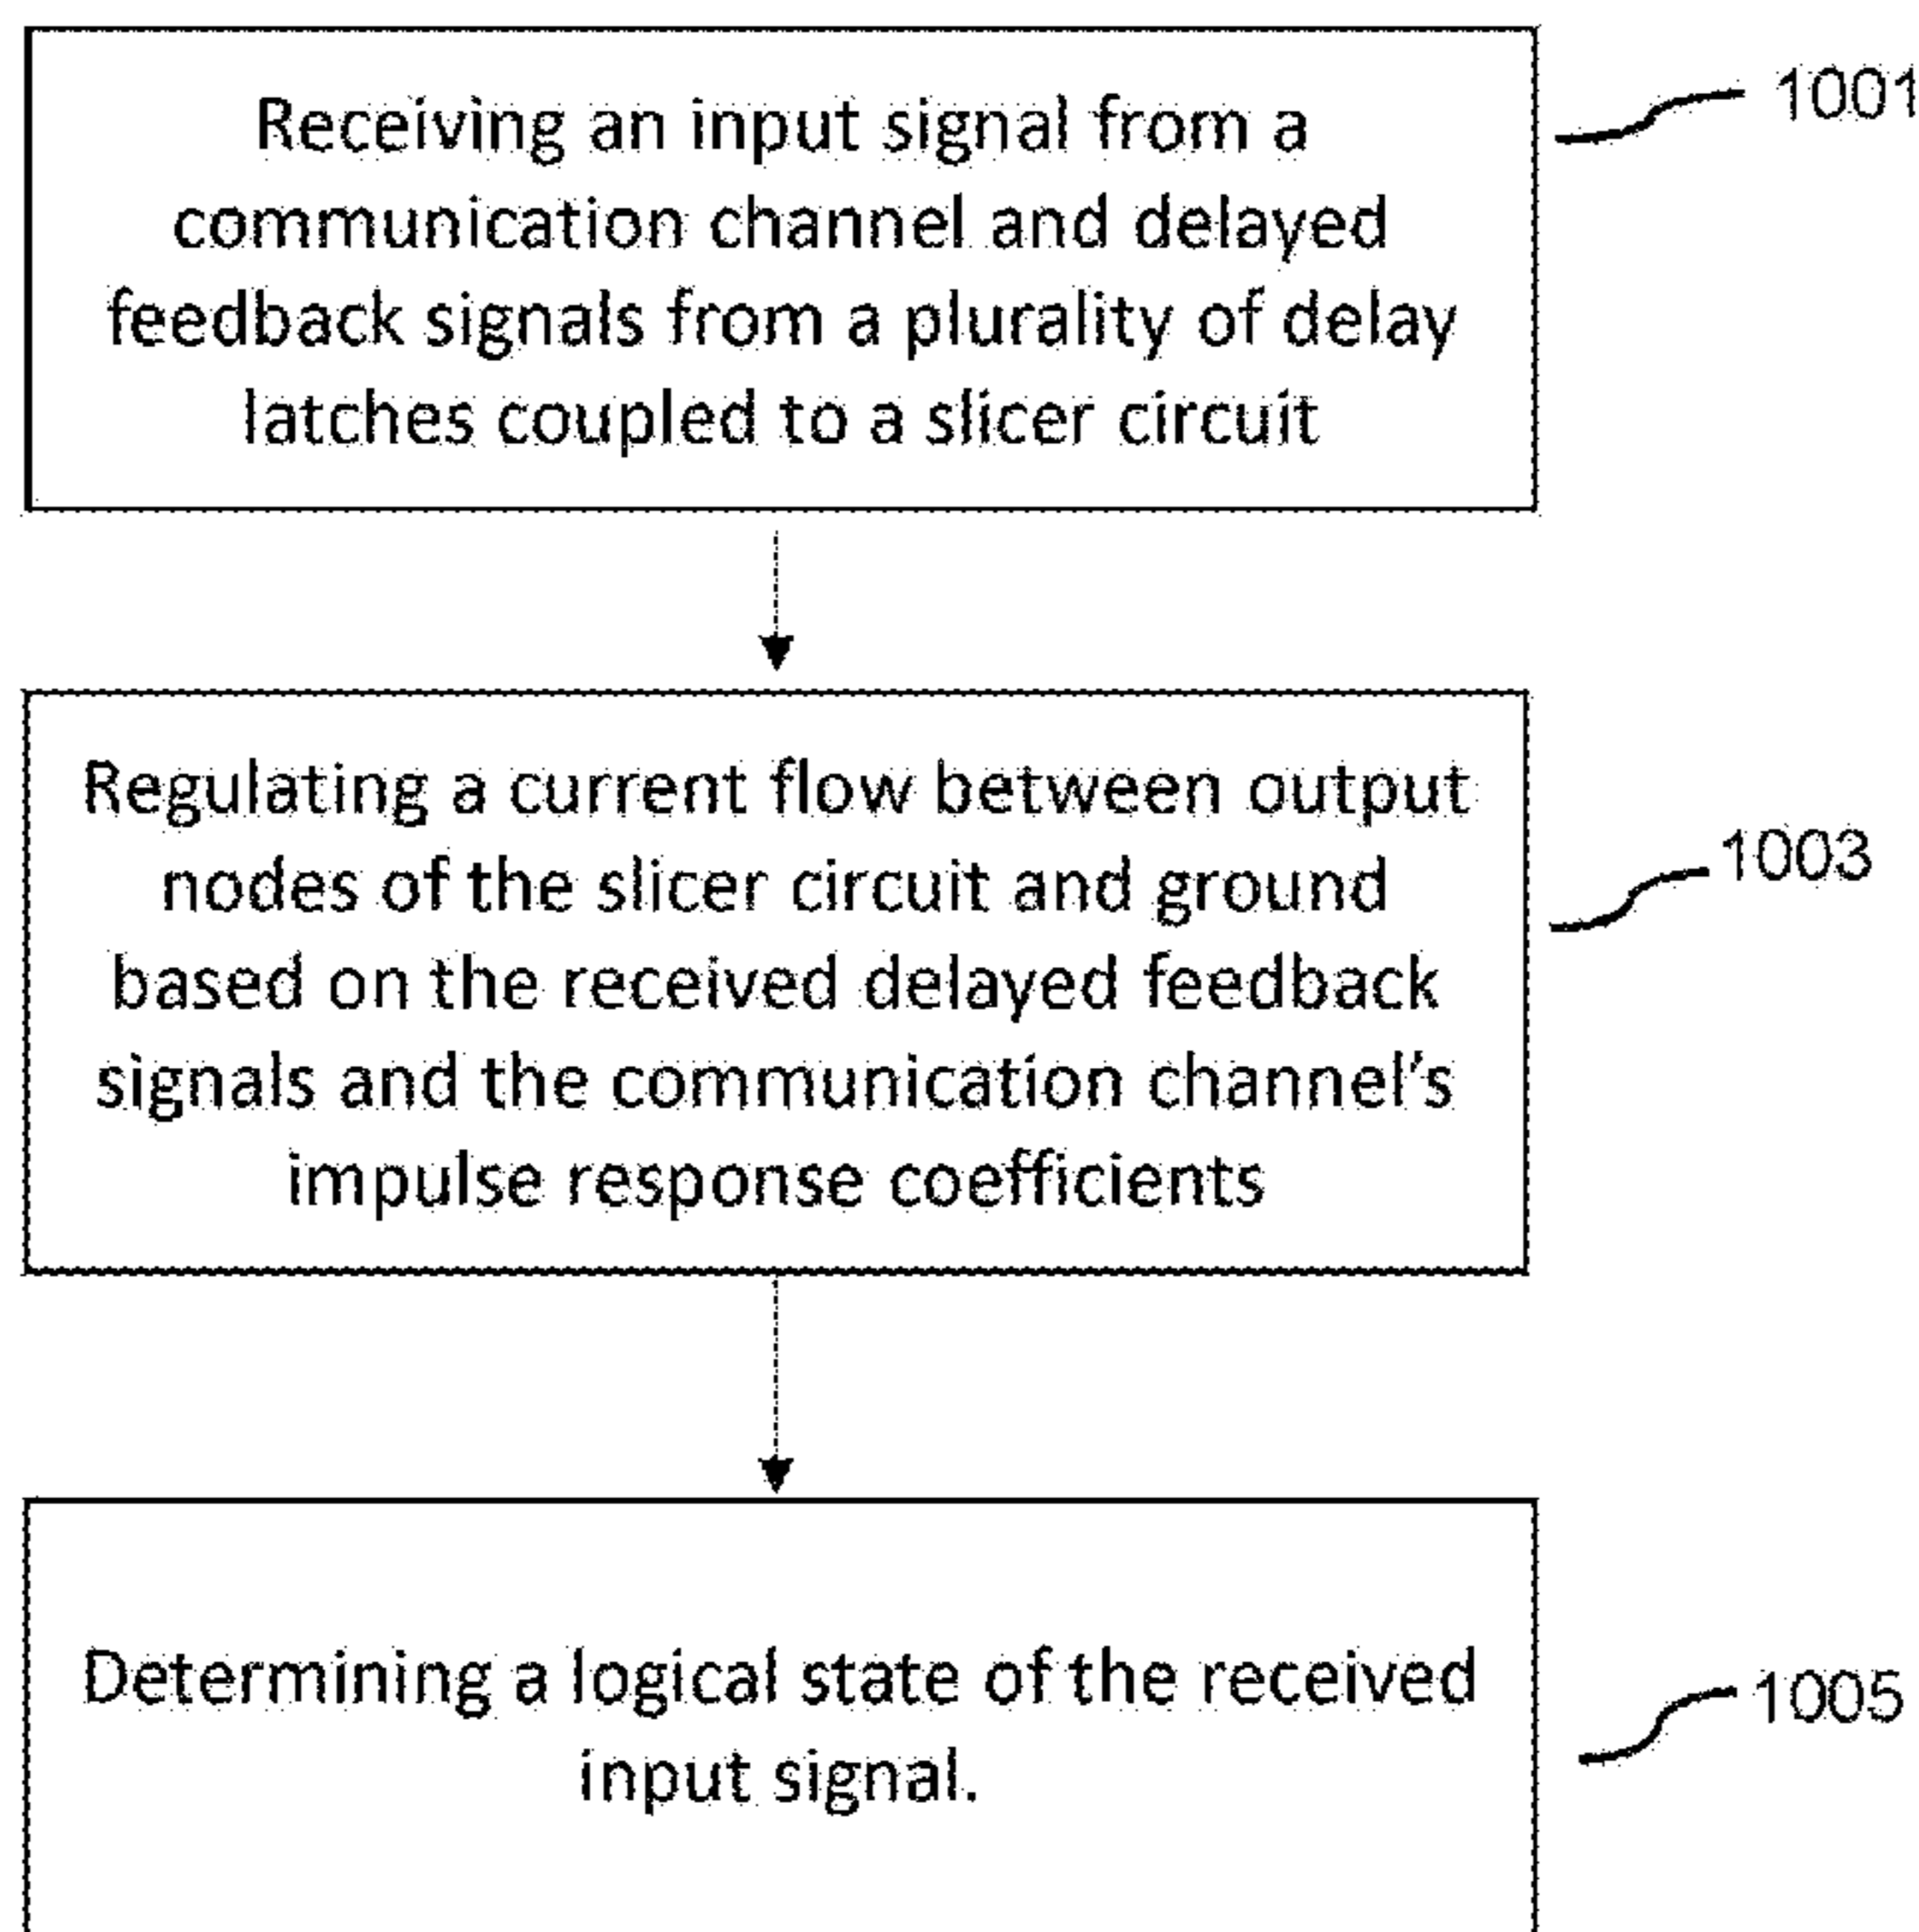 Receiving an input signal from a
communication channel and delayed
feedback signals from a plurality of delay
latches coupled to a slicer circuit
1001
Regulating a current flow between output
nodes of the slicer circuit and ground
based on the received delayed feedback
signals and the communication channel's
impulse response coefficients
1003
Determining a logical state of the received
input signal.
1005